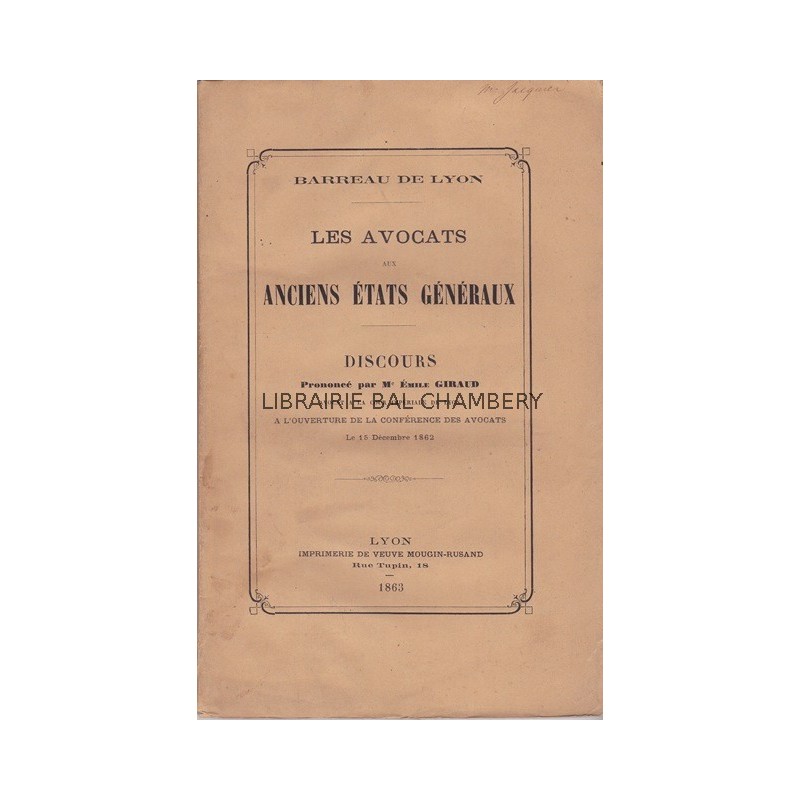 BARREAU DE LYON
LES AVOCATS
AUX
ANCIENS ÉTATS GÉNÉRAUX
DISCOURS
Prononcé par Mᵉ ÉMILE GIRAUD
LIBRAIRIE BAL CHAMBERY
A L'OUVERTURE DE LA CONFÉRENCE DES AVOCATS
Le 15 Décembre 1862
LYON
IMPRIMERIE DE VEUVE MOUGIN-RUSAND
Rue Tupin, 18
1863